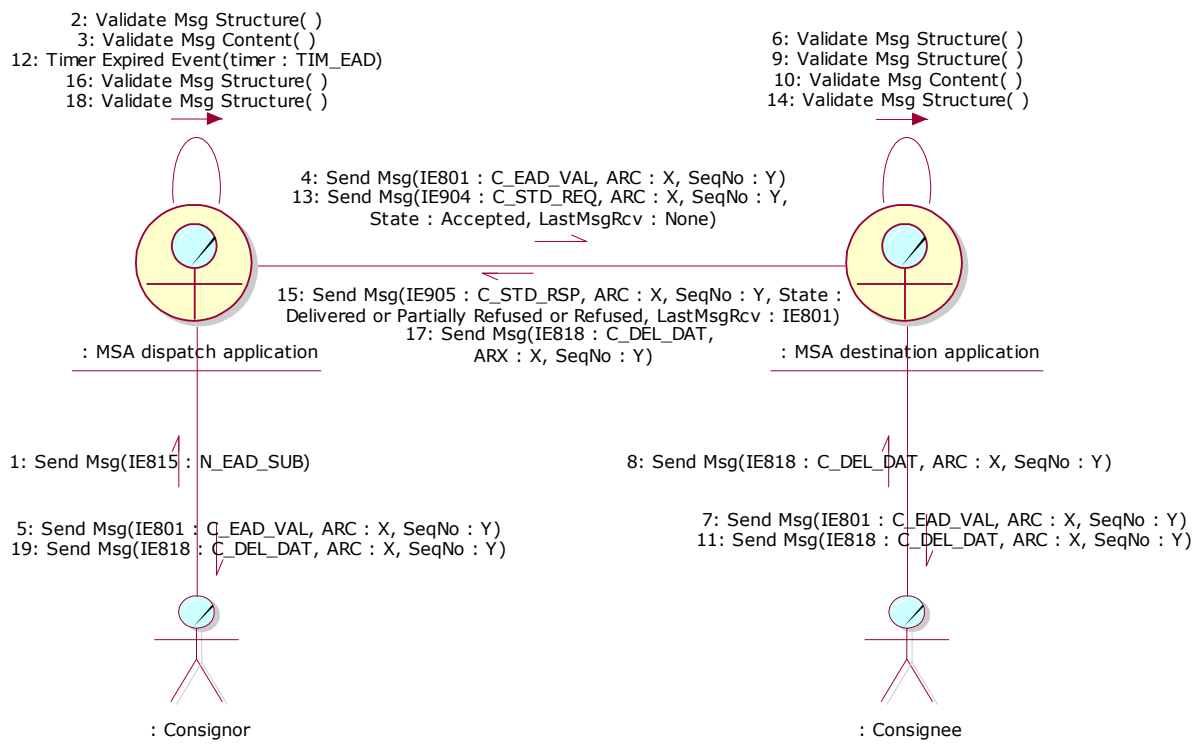 2: Validate Msg Structure( )
3: Validate Msg Content( )
12: Timer Expired Event(timer : TIM_EAD)
16: Validate Msg Structure( )
18: Validate Msg Structure( )
6: Validate Msg Structure( )
9: Validate Msg Structure( )
10: Validate Msg Content( )
14: Validate Msg Structure( )
4: Send Msg(IE801 : C_EAD_VAL, ARC : X, SeqNo : Y)
13: Send Msg(IE904 : C_STD_REQ, ARC : X, SeqNo : Y,
State : Accepted, LastMsgRcv : None)
15: Send Msg(IE905 : C_STD_RSP, ARC : X, SeqNo : Y, State :
Delivered or Partially Refused or Refused, LastMsgRcv : IE801)
17: Send Msg(IE818 : C_DEL_DAT,
ARX : X, SeqNo : Y)
: MSA dispatch application
: MSA destination application
1: Send Msg(IE815 : N_EAD_SUB)
8: Send Msg(IE818 : C_DEL_DAT, ARC : X, SeqNo : Y)
5: Send Msg(IE801 : C_EAD_VAL, ARC : X, SeqNo : Y)
19: Send Msg(IE818 : C_DEL_DAT, ARC : X, SeqNo : Y)
7: Send Msg(IE801 : C_EAD_VAL, ARC : X, SeqNo : Y)
11: Send Msg(IE818 : C_DEL_DAT, ARC : X, SeqNo : Y)
: Consignor
: Consignee